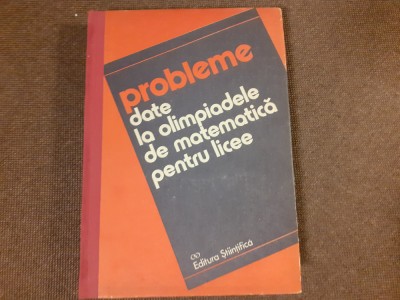 probleme
date
la olimpiadele
de matematică
pentru licee
Editura Științifică